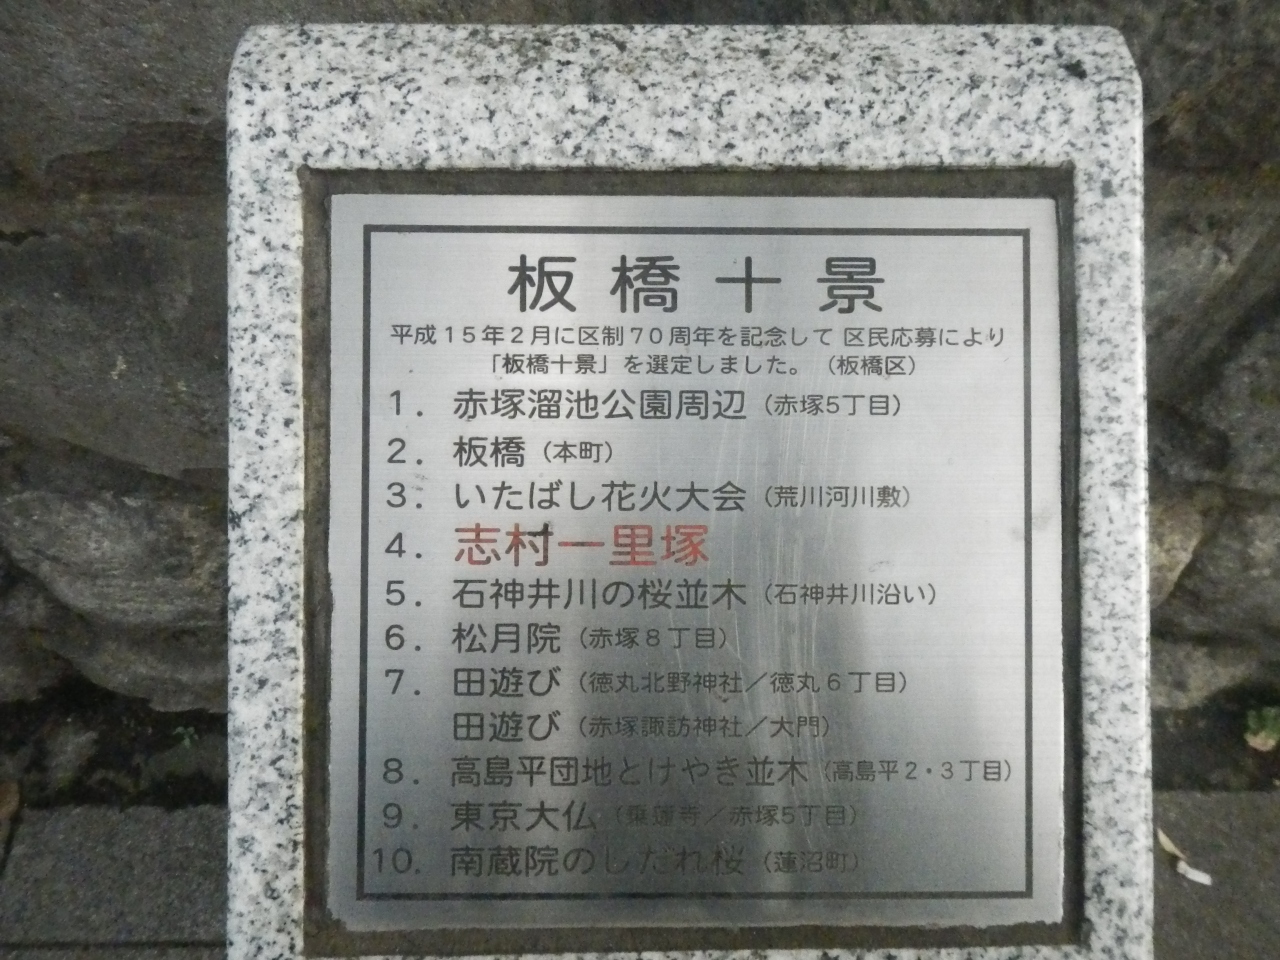 板橋十景
平成15年2月に区制70周年を記念して 区民応募により
「板橋十景」を選定しました。（板橋区）
1. 赤塚溜池公園周辺（赤塚5丁目）
2. 板橋（本町）
3. いたばし花火大会（荒川河川敷）
4. 志村一里塚
5. 石神井川の桜並木（石神井川沿い）
6. 松月院（赤塚8丁目）
7. 田遊び（徳丸北野神社／徳丸6丁目）
田遊び（赤塚諏訪神社／大門）
8. 高島平団地とけやき並木（高島平2・3丁目）
9. 東京大仏（乗蓮寺／赤塚5丁目）
10. 南蔵院のしだれ桜（蓮沼町）